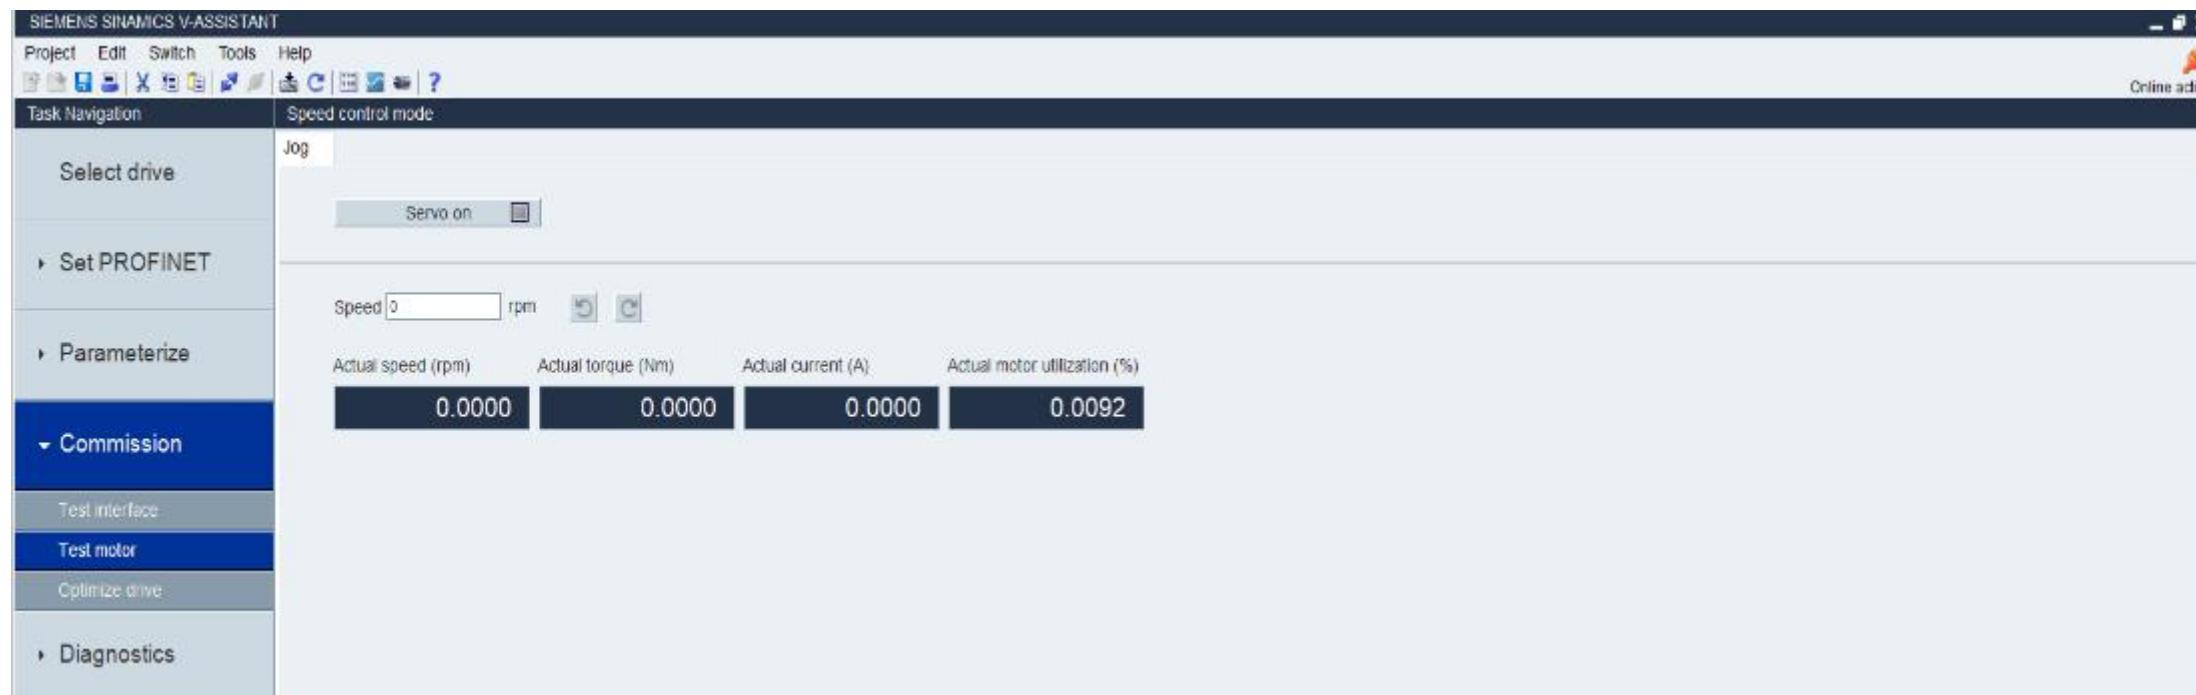 SIEMENS SINAMICS V-ASSISTANT
Project Edit Switch Tools Help
Online
Task Navigation
Speed control mode
Jog
Select drive
Servo on
Set PROFINET
Speed 0 rpm
Parameterize
Actual speed (rpm) Actual torque (Nm) Actual current (A) Actual motor utilization (%)
0.0000 0.0000 0.0000 0.0092
Commission
Test interface
Test motor
Optimize drive
Diagnostics